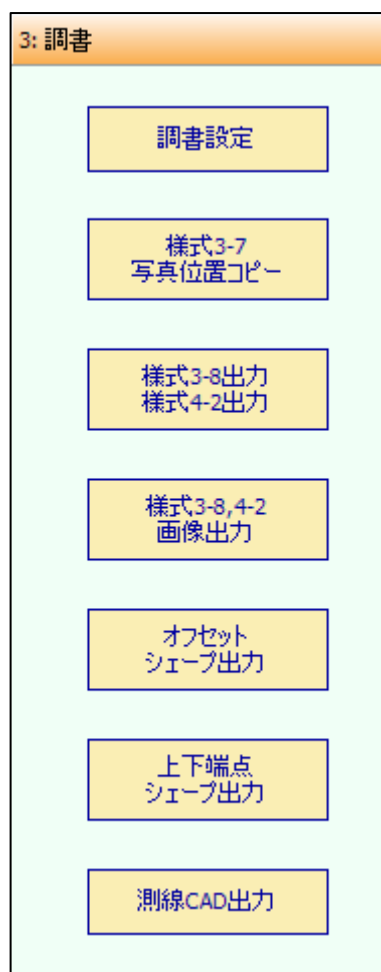 3: 調書
調書設定
様式3-7
写真位置コピー
様式3-8出力
様式4-2出力
様式3-8,4-2
画像出力
オフセット
シェープ出力
上下端点
シェープ出力
測線CAD出力